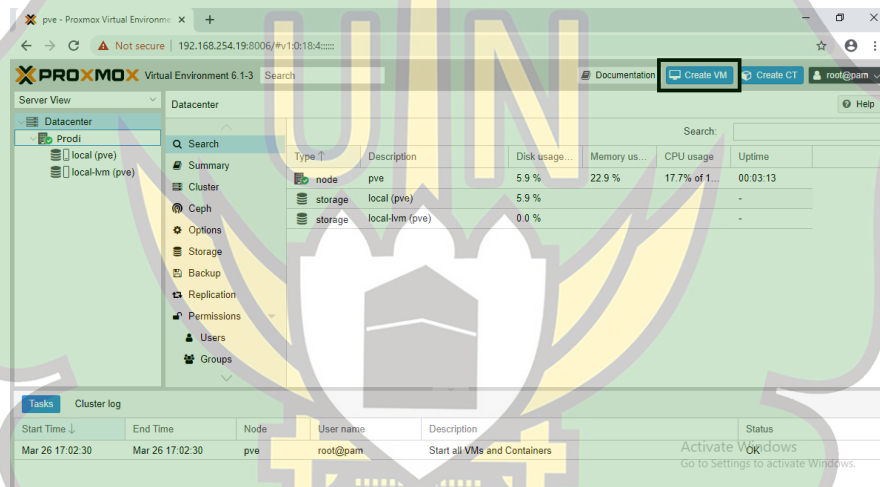 pve - Proxmox Virtual Environme
Not secure | 192.168.254.19:8006/#v1:0:18:4::::::
PROXMOX Virtual Environment 6.1-3 Search Documentation Create VM Create CT root@pam
Server View Datacenter Help
Datacenter
Prodi
local (pve)
local-lvm (pve)
Search
Summary
Cluster
Ceph
Options
Storage
Backup
Replication
Permissions
Users
Groups
Search:
Type ↑ Description Disk usage... Memory us... CPU usage Uptime
node pve 5.9 % 22.9 % 17.7% of 1... 00:03:13
storage local (pve) 5.9 % -
storage local-lvm (pve) 0.0 % -
Tasks Cluster log
Start Time ↓ End Time Node User name Description Status
Mar 26 17:02:30 Mar 26 17:02:30 pve root@pam Start all VMs and Containers OK
Activate Windows
Go to Settings to activate Windows.
UIN